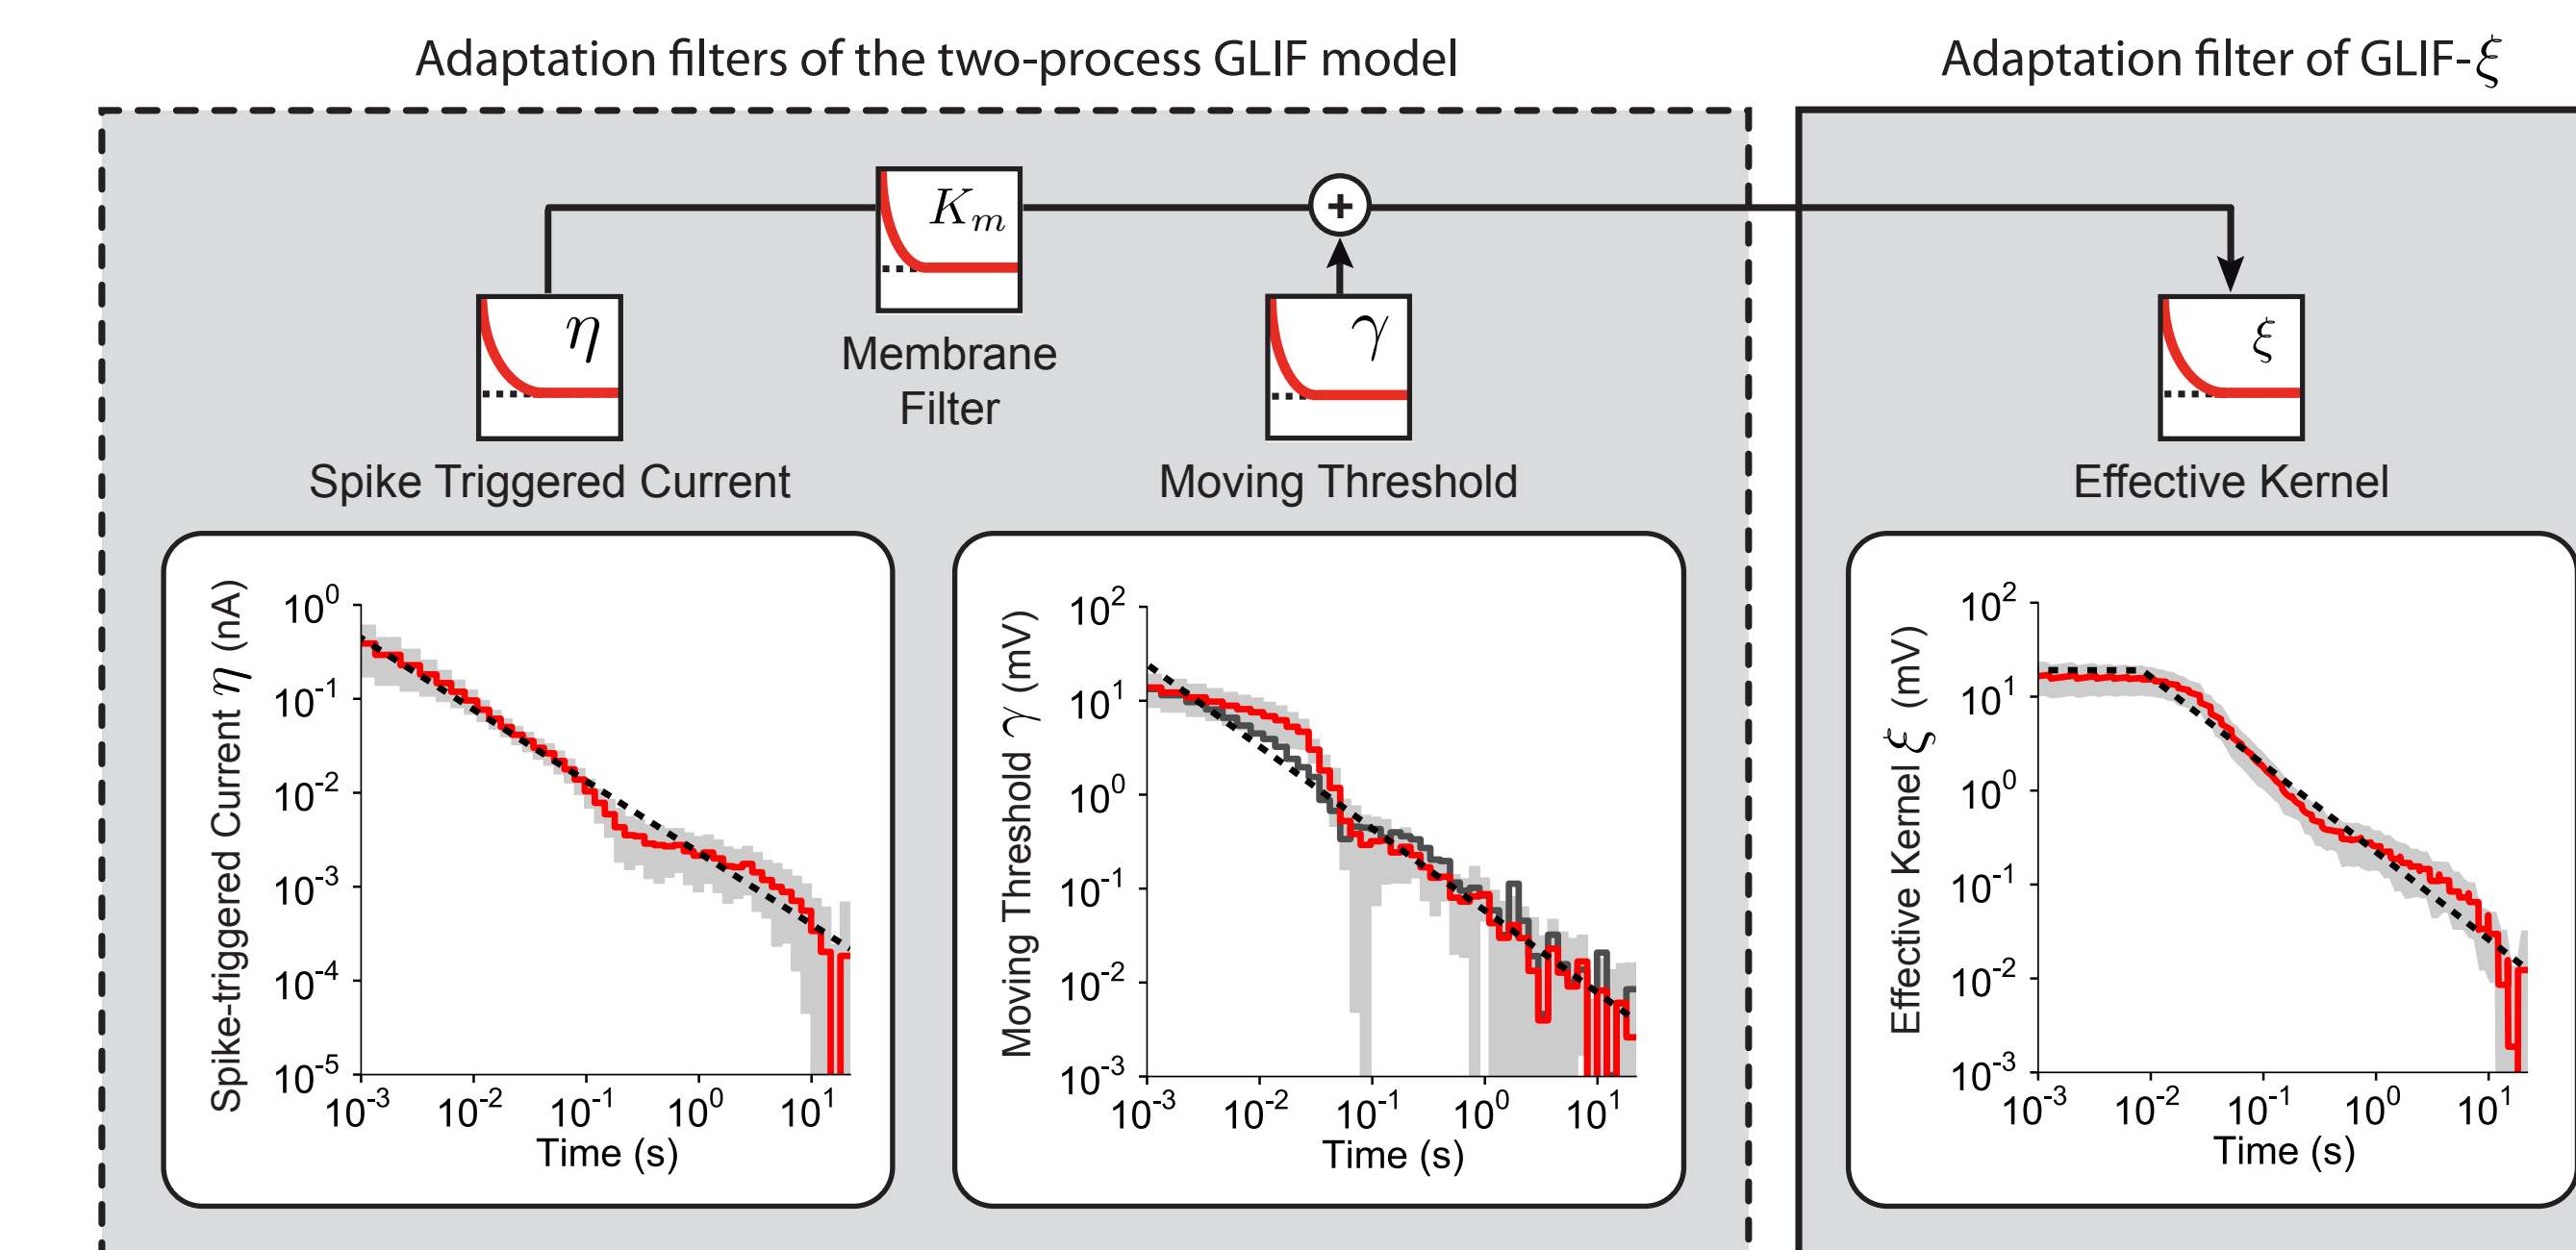 Adaptation filters of the two-process GLIF model
Adaptation filter of GLIF-ξ
K_m
+
η
γ
ξ
Membrane
Filter
Spike Triggered Current
Moving Threshold
Effective Kernel
Spike-triggered Current η (nA)
10^0
10^-1
10^-2
10^-3
10^-4
10^-5
10^-3 10^-2 10^-1 10^0 10^1
Time (s)
Moving Threshold γ (mV)
10^2
10^1
10^0
10^-1
10^-2
10^-3
10^-3 10^-2 10^-1 10^0 10^1
Time (s)
Effective Kernel ξ (mV)
10^2
10^1
10^0
10^-1
10^-2
10^-3
10^-3 10^-2 10^-1 10^0 10^1
Time (s)